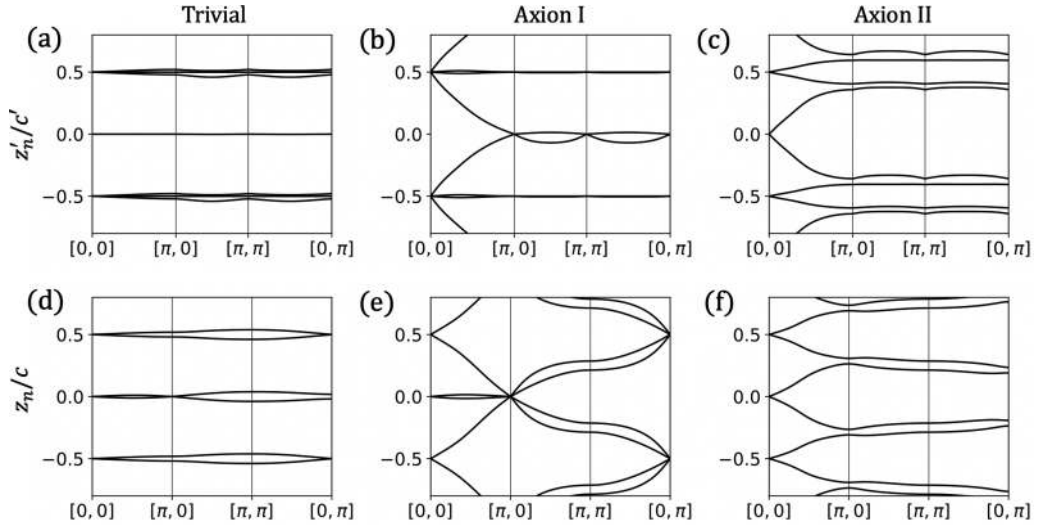 Trivial Axion I Axion II
(a) (b) (c)
0.5 0.5 0.5
z'ₙ/c' 0.0 0.0 0.0
−0.5 −0.5 −0.5
[0, 0] [π, 0] [π, π] [0, π] [0, 0] [π, 0] [π, π] [0, π] [0, 0] [π, 0] [π, π] [0, π]
(d) (e) (f)
0.5 0.5 0.5
zₙ/c 0.0 0.0 0.0
−0.5 −0.5 −0.5
[0, 0] [π, 0] [π, π] [0, π] [0, 0] [π, 0] [π, π] [0, π] [0, 0] [π, 0] [π, π] [0, π]